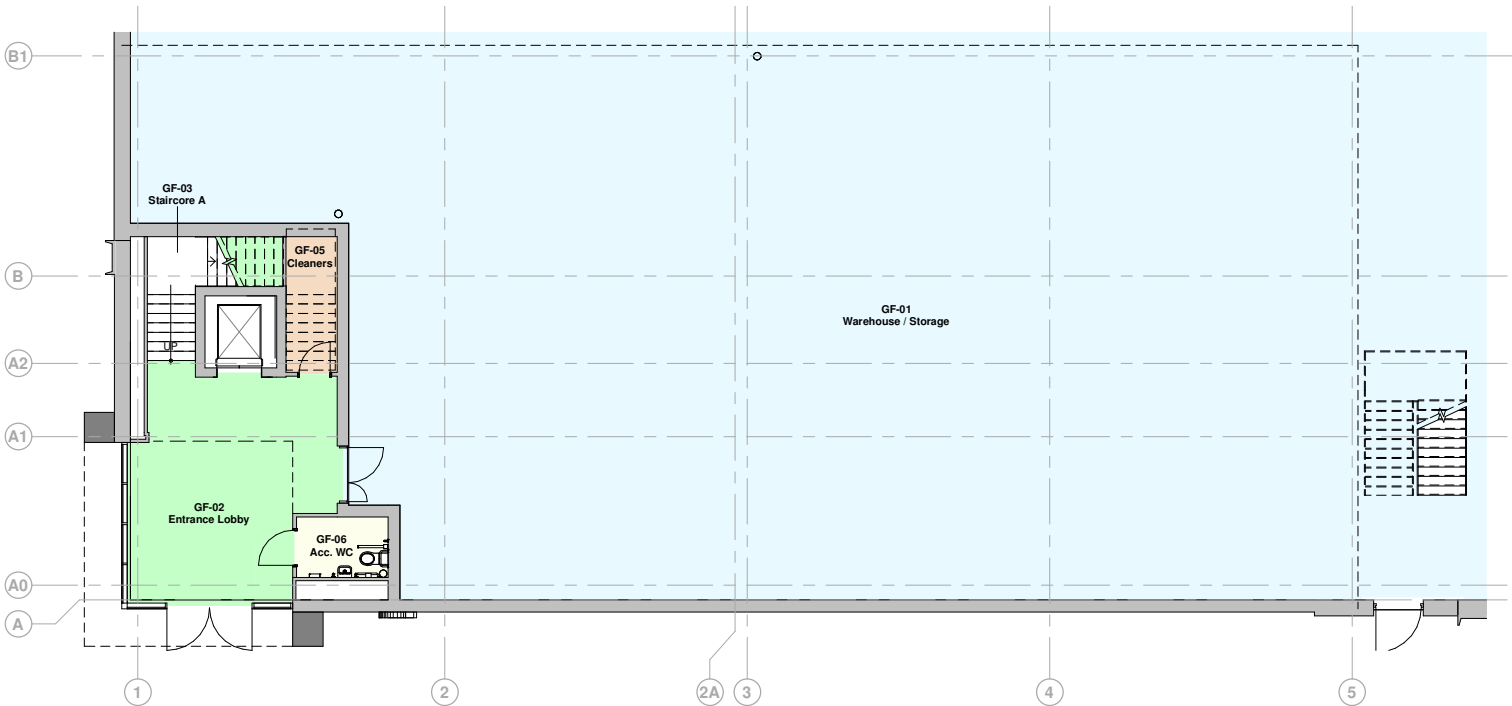 B1
GF-03
Staircore A
GF-05
Cleaners
B
GF-01
Warehouse / Storage
UP
A2
A1
GF-02
Entrance Lobby
GF-06
Acc. WC
A0
A
1
2
2A
3
4
5